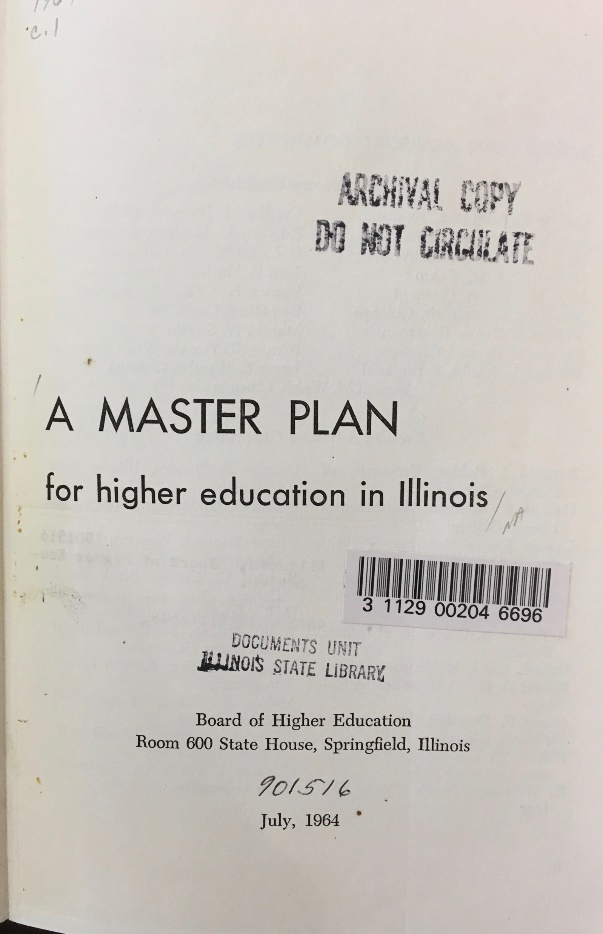 c.1
ARCHIVAL COPY
DO NOT CIRCULATE
A MASTER PLAN
for higher education in Illinois
3 1129 00204 6696
DOCUMENTS UNIT
ILLINOIS STATE LIBRARY
Board of Higher Education
Room 600 State House, Springfield, Illinois
901516
July, 1964